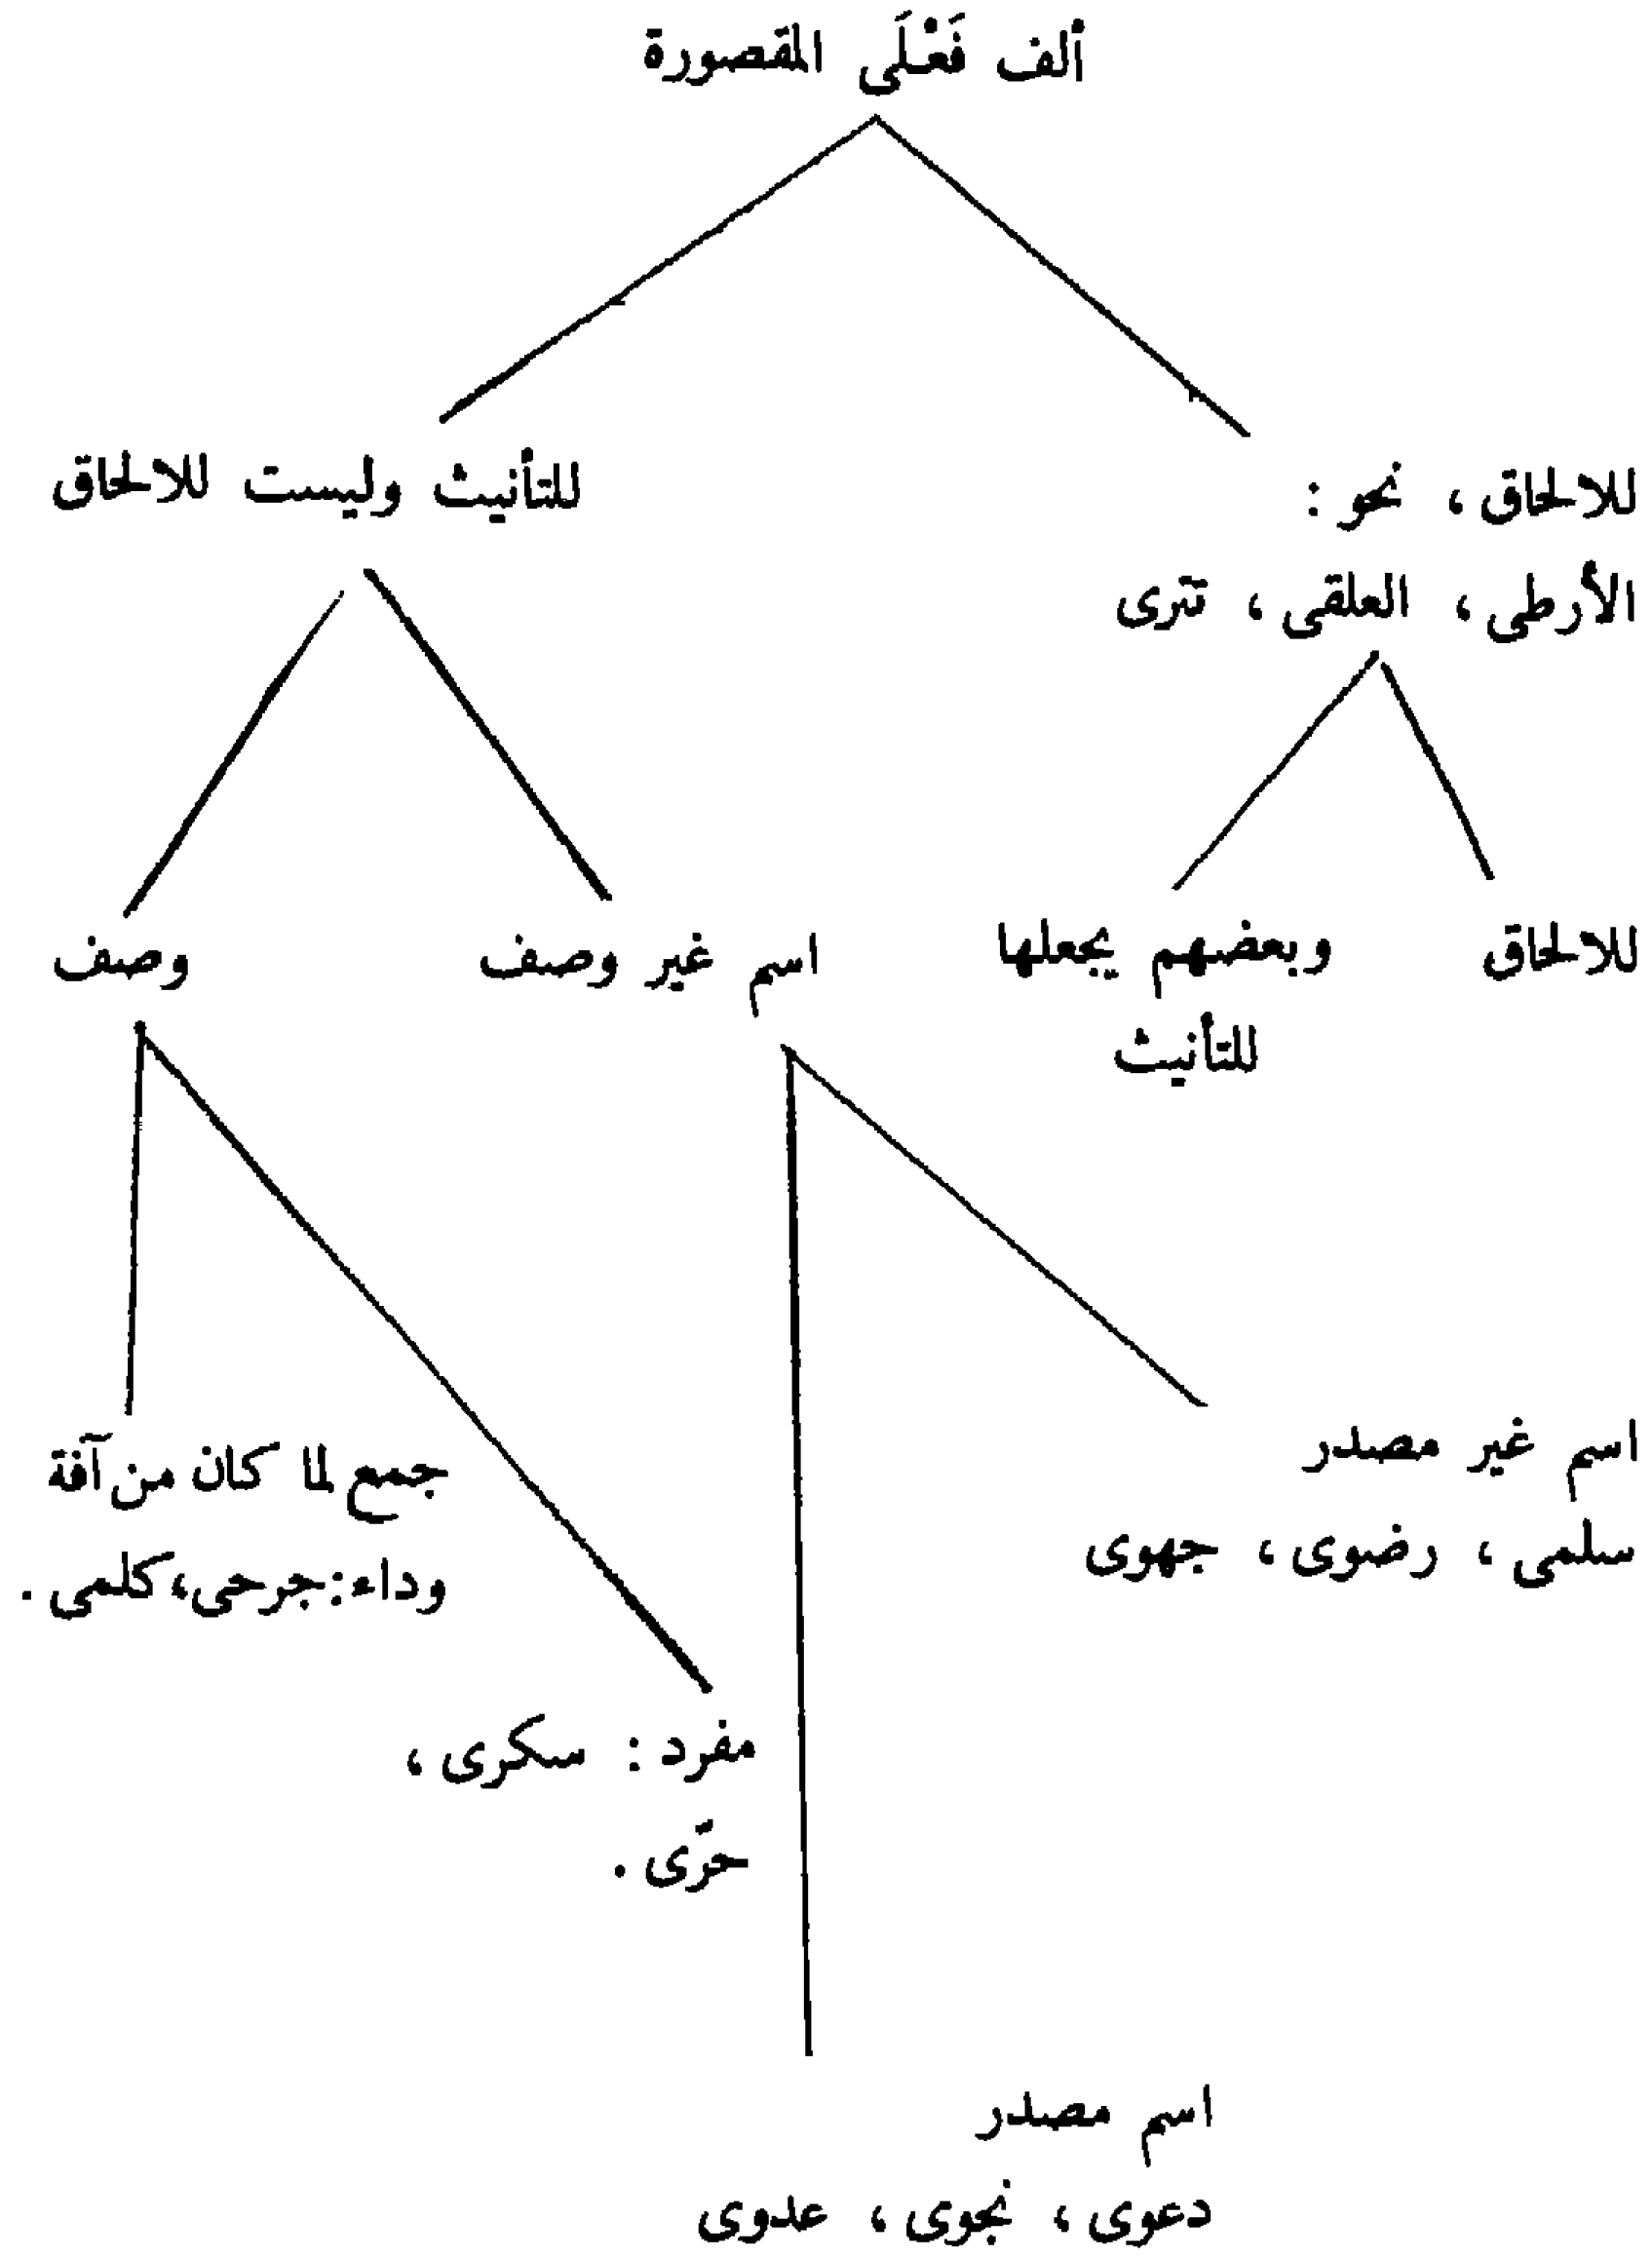 ألف فَعْلَى المقصورة
للالحاق، نحو :
الأرطى، العلقى، تترى
للتأنيث وليست للالحاق
للالحاق
وبعضهم يجعلها
للتأنيث
اسم غير وصف
وصف
اسم غير مصدر
سلمى، رضوى، جهوى
جمع لما كان من آفة
وداء: جرحى، كلمى .
مفرد : سكرى ،
حرّى .
اسم مصدر
دعوى، نجوى، عدوى